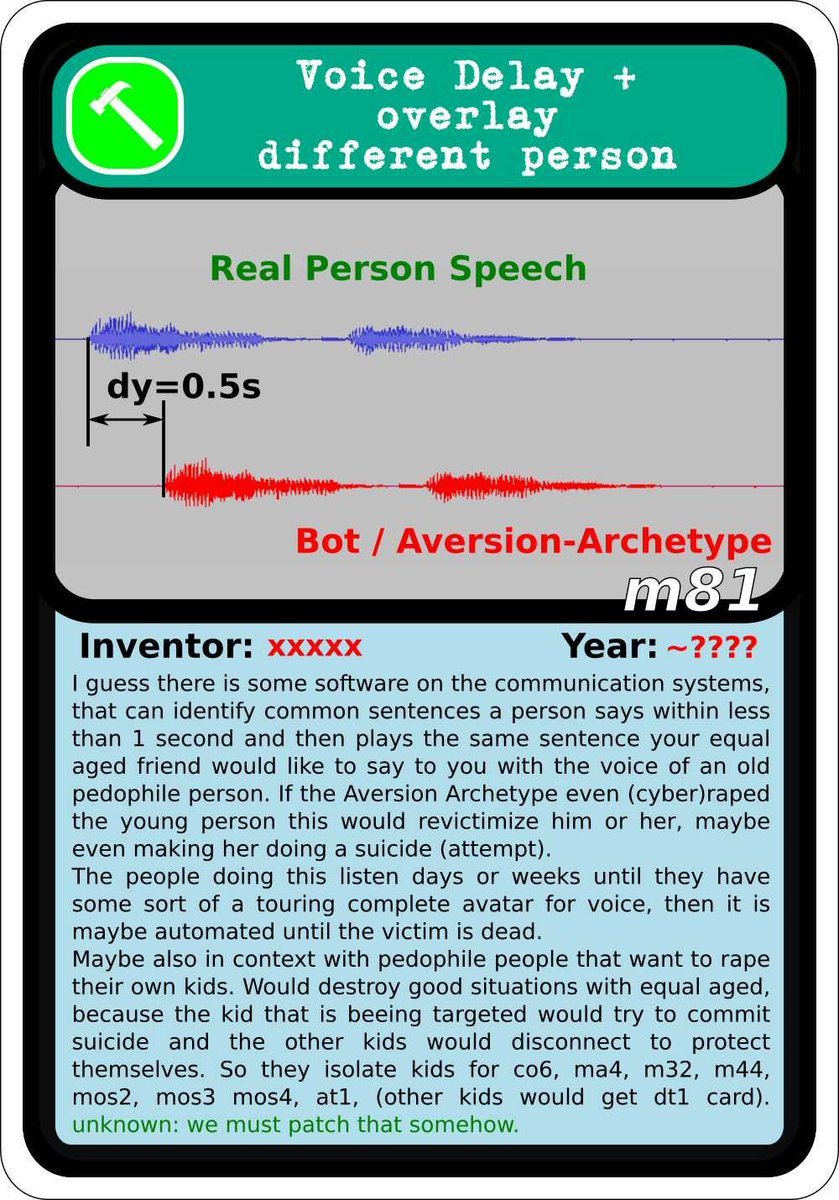 Voice Delay +
overlay
different person
Real Person Speech
dy=0.5s
Bot / Aversion-Archetype
m81
Inventor: xxxxx Year: ~????
I guess there is some software on the communication systems,
that can identify common sentences a person says within less
than 1 second and then plays the same sentence your equal
aged friend would like to say to you with the voice of an old
pedophile person. If the Aversion Archetype even (cyber)raped
the young person this would revictimize him or her, maybe
even making her doing a suicide (attempt).
The people doing this listen days or weeks until they have
some sort of a touring complete avatar for voice, then it is
maybe automated until the victim is dead.
Maybe also in context with pedophile people that want to rape
their own kids. Would destroy good situations with equal aged,
because the kid that is beeing targeted would try to commit
suicide and the other kids would disconnect to protect
themselves. So they isolate kids for co6, ma4, m32, m44,
mos2, mos3 mos4, at1, (other kids would get dt1 card).
unknown: we must patch that somehow.